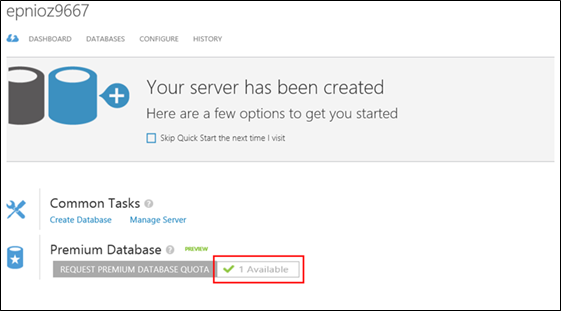 epnioz9667
DASHBOARD DATABASES CONFIGURE HISTORY
Your server has been created
Here are a few options to get you started
Skip Quick Start the next time I visit
Common Tasks ?
Create Database Manage Server
Premium Database ? PREVIEW
REQUEST PREMIUM DATABASE QUOTA 1 Available